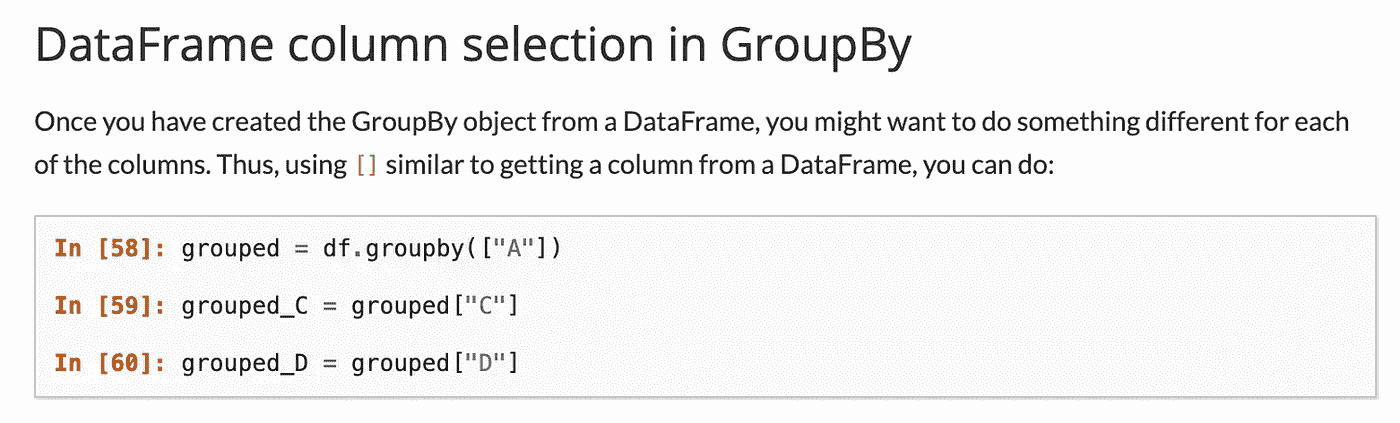 DataFrame column selection in GroupBy
Once you have created the GroupBy object from a DataFrame, you might want to do something different for each
of the columns. Thus, using [] similar to getting a column from a DataFrame, you can do:
In [58]: grouped = df.groupby(["A"])
In [59]: grouped_C = grouped["C"]
In [60]: grouped_D = grouped["D"]